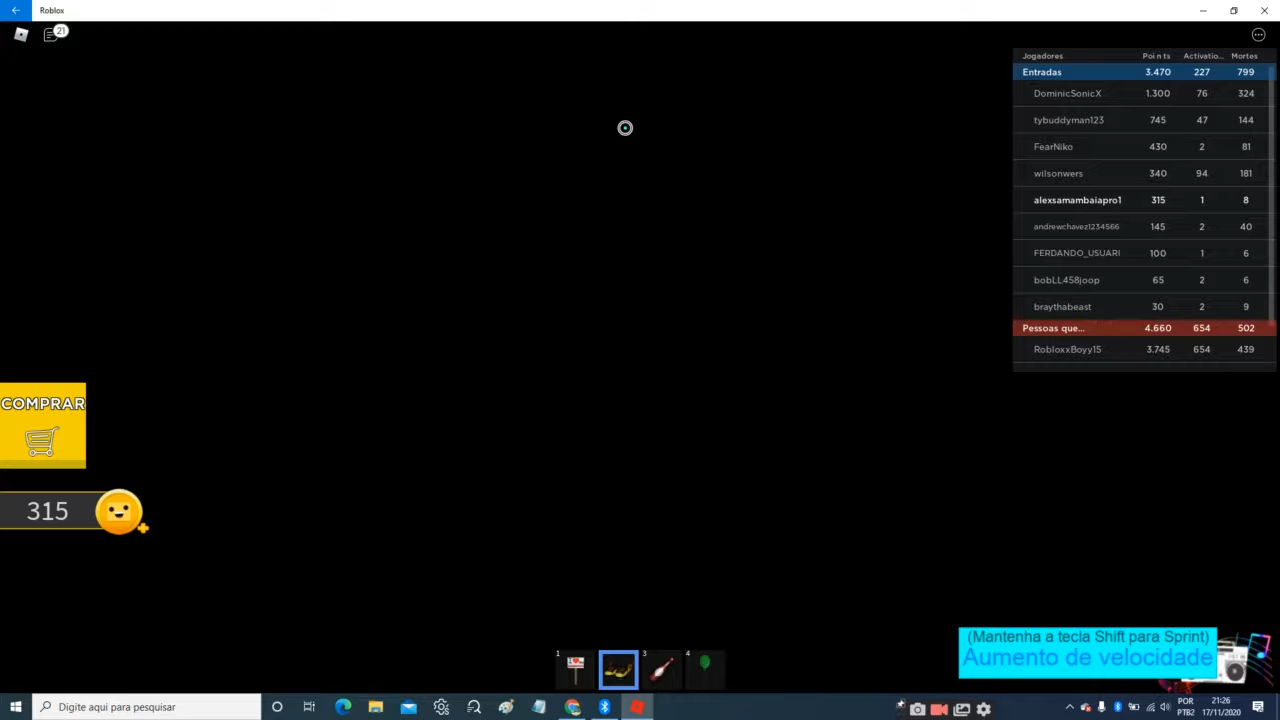 Roblox
21
Jogadores Points Activatio... Mortes
Entradas 3.470 227 799
DominicSonicX 1.300 76 324
tybuddyman123 745 47 144
FearNiko 430 2 81
wilsonwers 340 94 181
alexsamambaiapro1 315 1 8
andrewchavez1234566 145 2 40
FERDANDO_USUARI 100 1 6
bobLL458joop 65 2 6
braythabeast 30 2 9
Pessoas que... 4.660 654 502
RobloxxBoyy15 3.745 654 439
COMPRAR
315
(Mantenha a tecla Shift para Sprint)
Aumento de velocidade
1 3 4
Digite aqui para pesquisar
POR
PTB2
21:26
17/11/2020